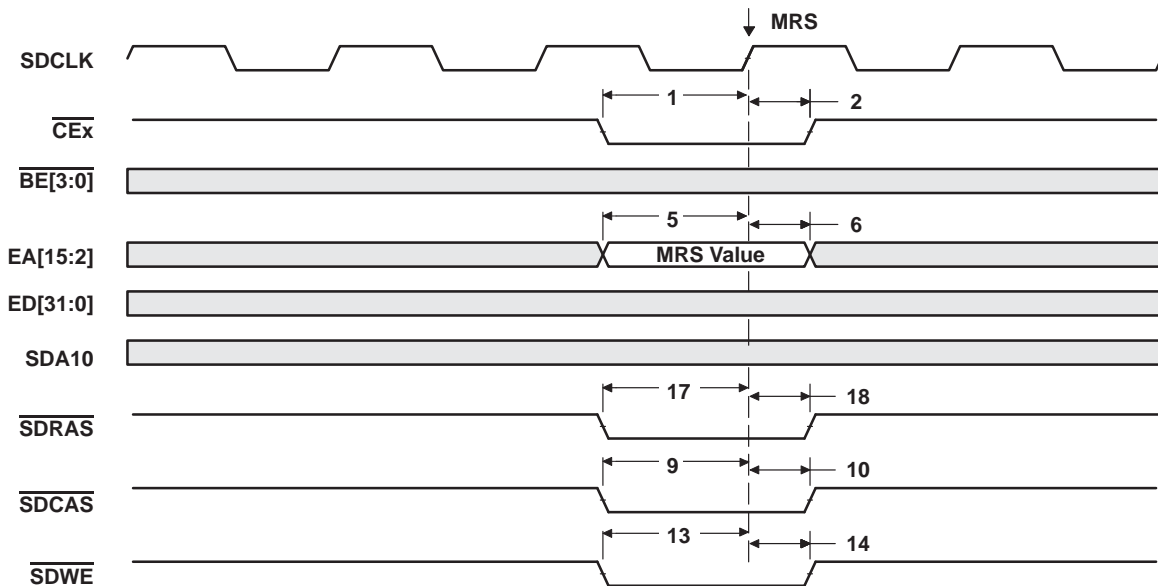 MRS
SDCLK
1 2
CEx
BE[3:0]
5 6
EA[15:2] MRS Value
ED[31:0]
SDA10
17 18
SDRAS
9 10
SDCAS
13 14
SDWE